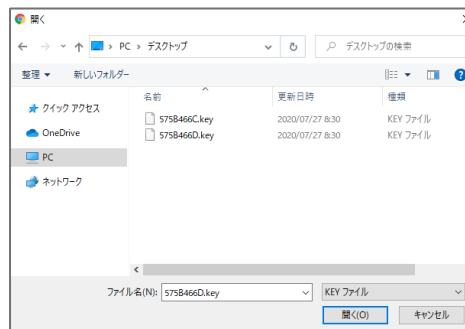 開く
PC › デスクトップ
デスクトップの検索
整理 新しいフォルダー
名前 更新日時 種類
クイック アクセス
OneDrive
PC
ネットワーク
575B466C.key 2020/07/27 8:30 KEY ファイル
575B466D.key 2020/07/27 8:30 KEY ファイル
ファイル名(N): 575B466D.key KEY ファイル
開く(O) キャンセル